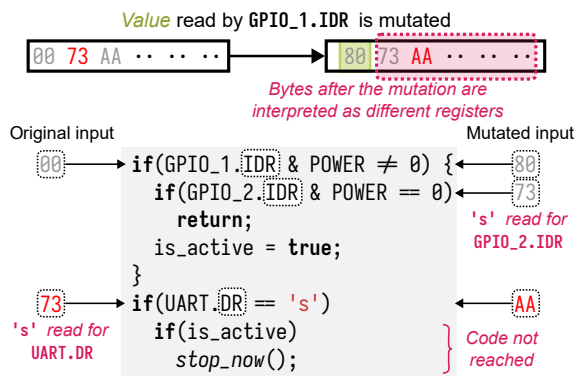 Value read by GPIO_1.IDR is mutated
00 73 AA ·· ·· ··
80 73 AA ·· ·· ··
Bytes after the mutation are
interpreted as different registers
Original input
Mutated input
00
if(GPIO_1.IDR & POWER ≠ 0) {
80
if(GPIO_2.IDR & POWER == 0)
73
return;
's' read for
GPIO_2.IDR
is_active = true;
}
73
if(UART.DR == 's')
AA
's' read for
UART.DR
if(is_active)
stop_now();
Code not
reached